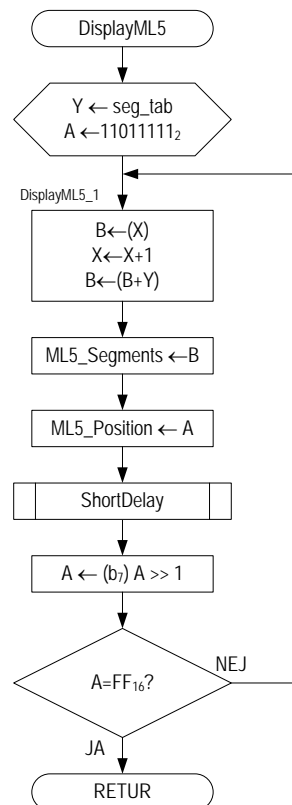 DisplayML5
Y ← seg_tab
A ←11011111₂
DisplayML5_1
B←(X)
X←X+1
B←(B+Y)
ML5_Segments ←B
ML5_Position ← A
ShortDelay
A ← (b₇) A >> 1
A=FF₁₆?
NEJ
JA
RETUR